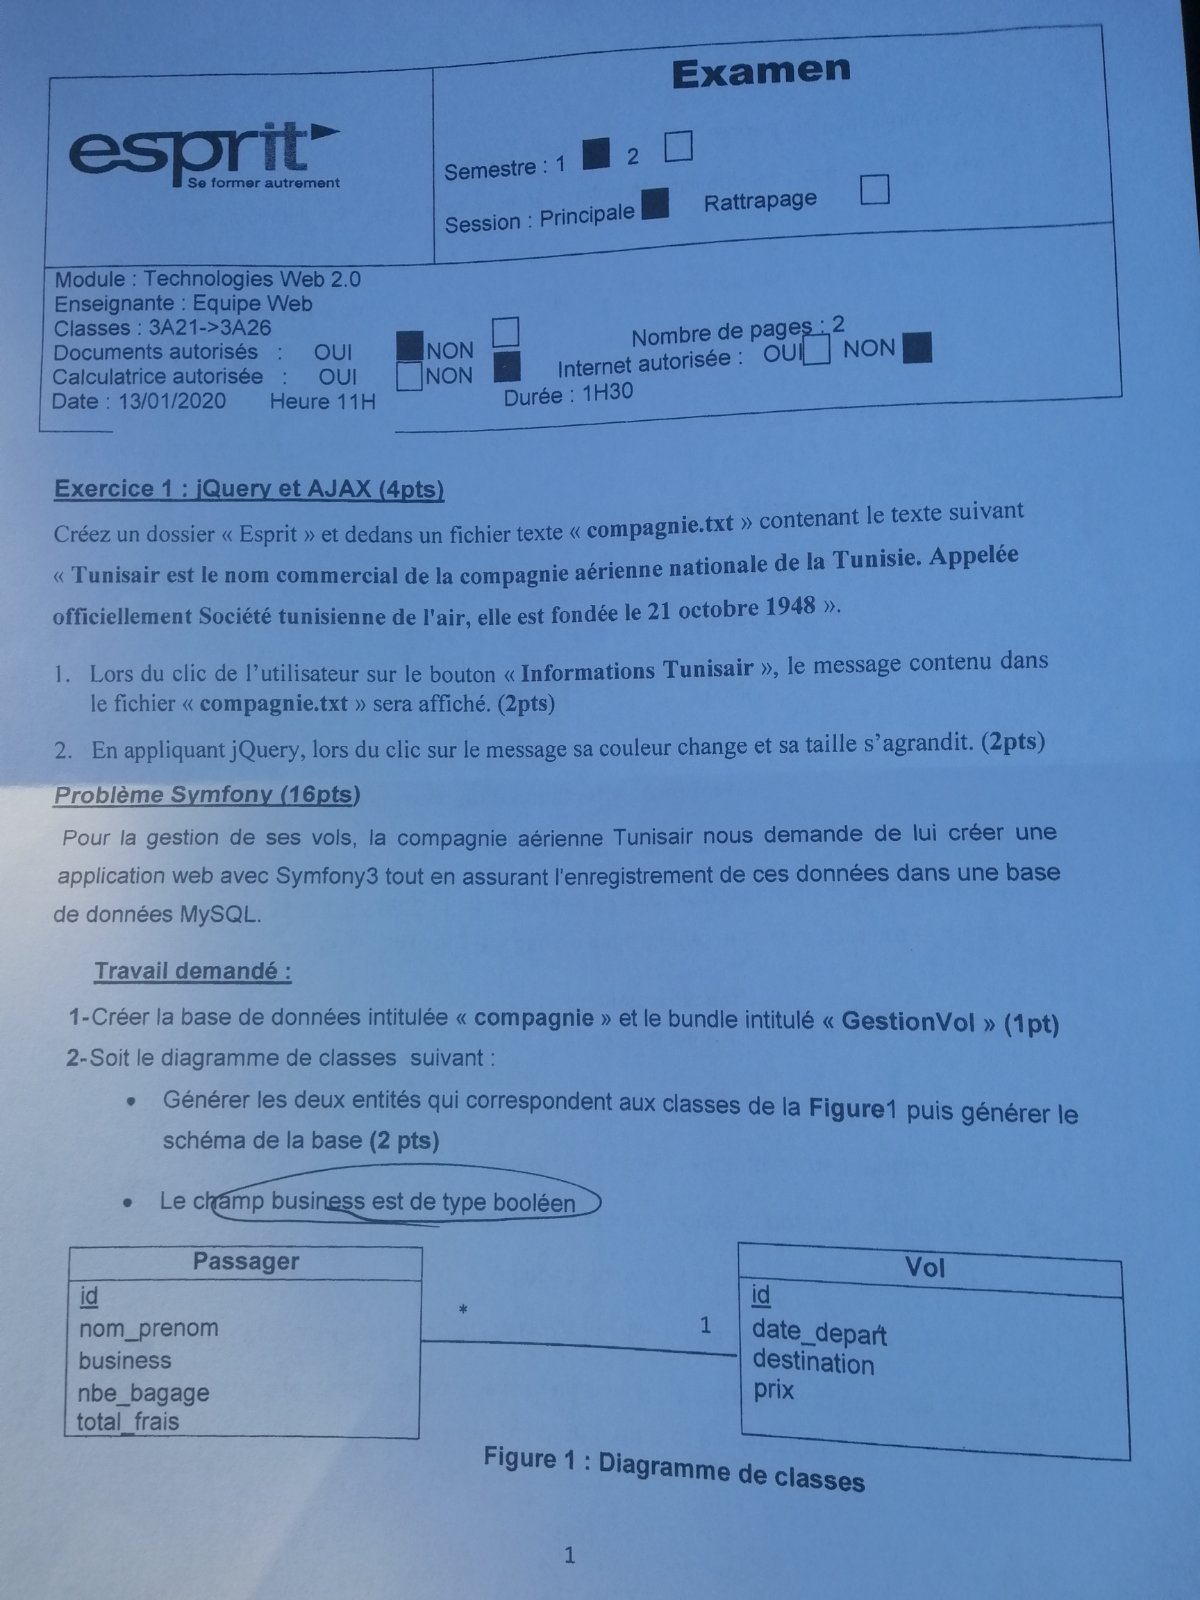 Examen
esprit
Se former autrement
Semestre : 1 2
Session : Principale Rattrapage
Module : Technologies Web 2.0
Enseignante : Equipe Web
Classes : 3A21->3A26
Nombre de pages : 2
Documents autorisés : OUI NON
Internet autorisée : OUI NON
Calculatrice autorisée : OUI NON
Date : 13/01/2020 Heure 11H
Durée : 1H30
Exercice 1 : jQuery et AJAX (4pts)
Créez un dossier « Esprit » et dedans un fichier texte « compagnie.txt » contenant le texte suivant
« Tunisair est le nom commercial de la compagnie aérienne nationale de la Tunisie. Appelée
officiellement Société tunisienne de l'air, elle est fondée le 21 octobre 1948 ».
1. Lors du clic de l'utilisateur sur le bouton « Informations Tunisair », le message contenu dans
le fichier « compagnie.txt » sera affiché. (2pts)
2. En appliquant jQuery, lors du clic sur le message sa couleur change et sa taille s'agrandit. (2pts)
Problème Symfony (16pts)
Pour la gestion de ses vols, la compagnie aérienne Tunisair nous demande de lui créer une
application web avec Symfony3 tout en assurant l'enregistrement de ces données dans une base
de données MySQL.
Travail demandé :
1-Créer la base de données intitulée « compagnie » et le bundle intitulé « GestionVol » (1pt)
2-Soit le diagramme de classes suivant :
• Générer les deux entités qui correspondent aux classes de la Figure1 puis générer le
schéma de la base (2 pts)
• Le champ business est de type booléen
Passager
id
nom_prenom
business
nbe_bagage
total_frais
* 1
Vol
id
date_depart
destination
prix
Figure 1 : Diagramme de classes
1